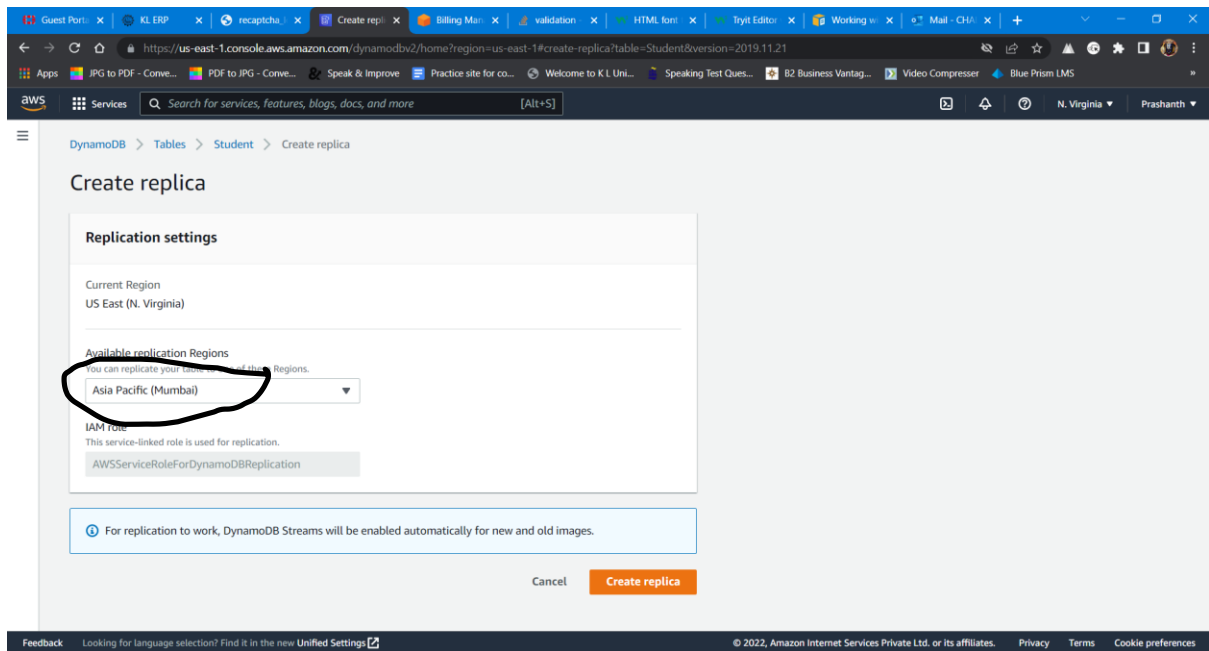 Guest Port KL ERP recaptcha_ Create repli Billing Man validation HTML font Tryit Editor Working w Mail - CHA
https://us-east-1.console.aws.amazon.com/dynamodbv2/home?region=us-east-1#create-replica?table=Student&version=2019.11.21
Apps JPG to PDF - Conve... PDF to JPG - Conve... Speak & Improve Practice site for co... Welcome to K L Uni... Speaking Test Ques... B2 Business Vantag... Video Compresser Blue Prism LMS »
aws Services Search for services, features, blogs, docs, and more [Alt+S] N. Virginia ▼ Prashanth ▼
DynamoDB > Tables > Student > Create replica
Create replica
Replication settings
Current Region
US East (N. Virginia)
Available replication Regions
You can replicate your table to one of these Regions.
Asia Pacific (Mumbai)
IAM role
This service-linked role is used for replication.
AWSServiceRoleForDynamoDBReplication
For replication to work, DynamoDB Streams will be enabled automatically for new and old images.
Cancel Create replica
Feedback Looking for language selection? Find it in the new Unified Settings © 2022, Amazon Internet Services Private Ltd. or its affiliates. Privacy Terms Cookie preferences